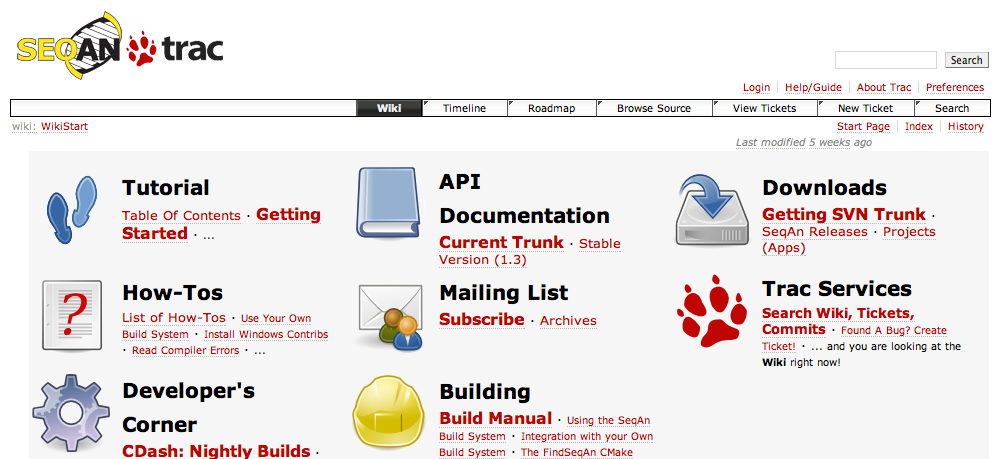 SEQAN trac
Search
Login Help/Guide About Trac Preferences
Wiki Timeline Roadmap Browse Source View Tickets New Ticket Search
wiki: WikiStart
Start Page Index History
Last modified 5 weeks ago
Tutorial
Table Of Contents · Getting
Started · ...
API
Documentation
Current Trunk · Stable
Version (1.3)
Downloads
Getting SVN Trunk ·
SeqAn Releases · Projects
(Apps)
How-Tos
List of How-Tos · Use Your Own
Build System · Install Windows Contribs
· Read Compiler Errors · ...
Mailing List
Subscribe · Archives
Trac Services
Search Wiki, Tickets,
Commits · Found A Bug? Create
Ticket! · ... and you are looking at the
Wiki right now!
Developer's
Corner
CDash: Nightly Builds ·
Building
Build Manual · Using the SeqAn
Build System · Integration with your Own
Build System · The FindSeqAn CMake